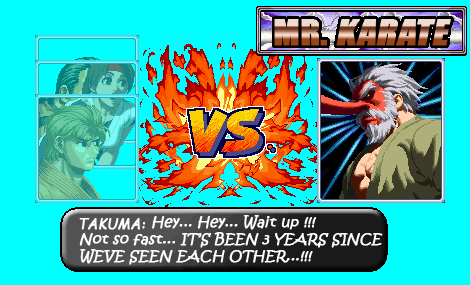 MR. KARATE
VS
TAKUMA: Hey... Hey... Wait up !!!
Not so fast... IT'S BEEN 3 YEARS SINCE
WEVE SEEN EACH OTHER...!!!